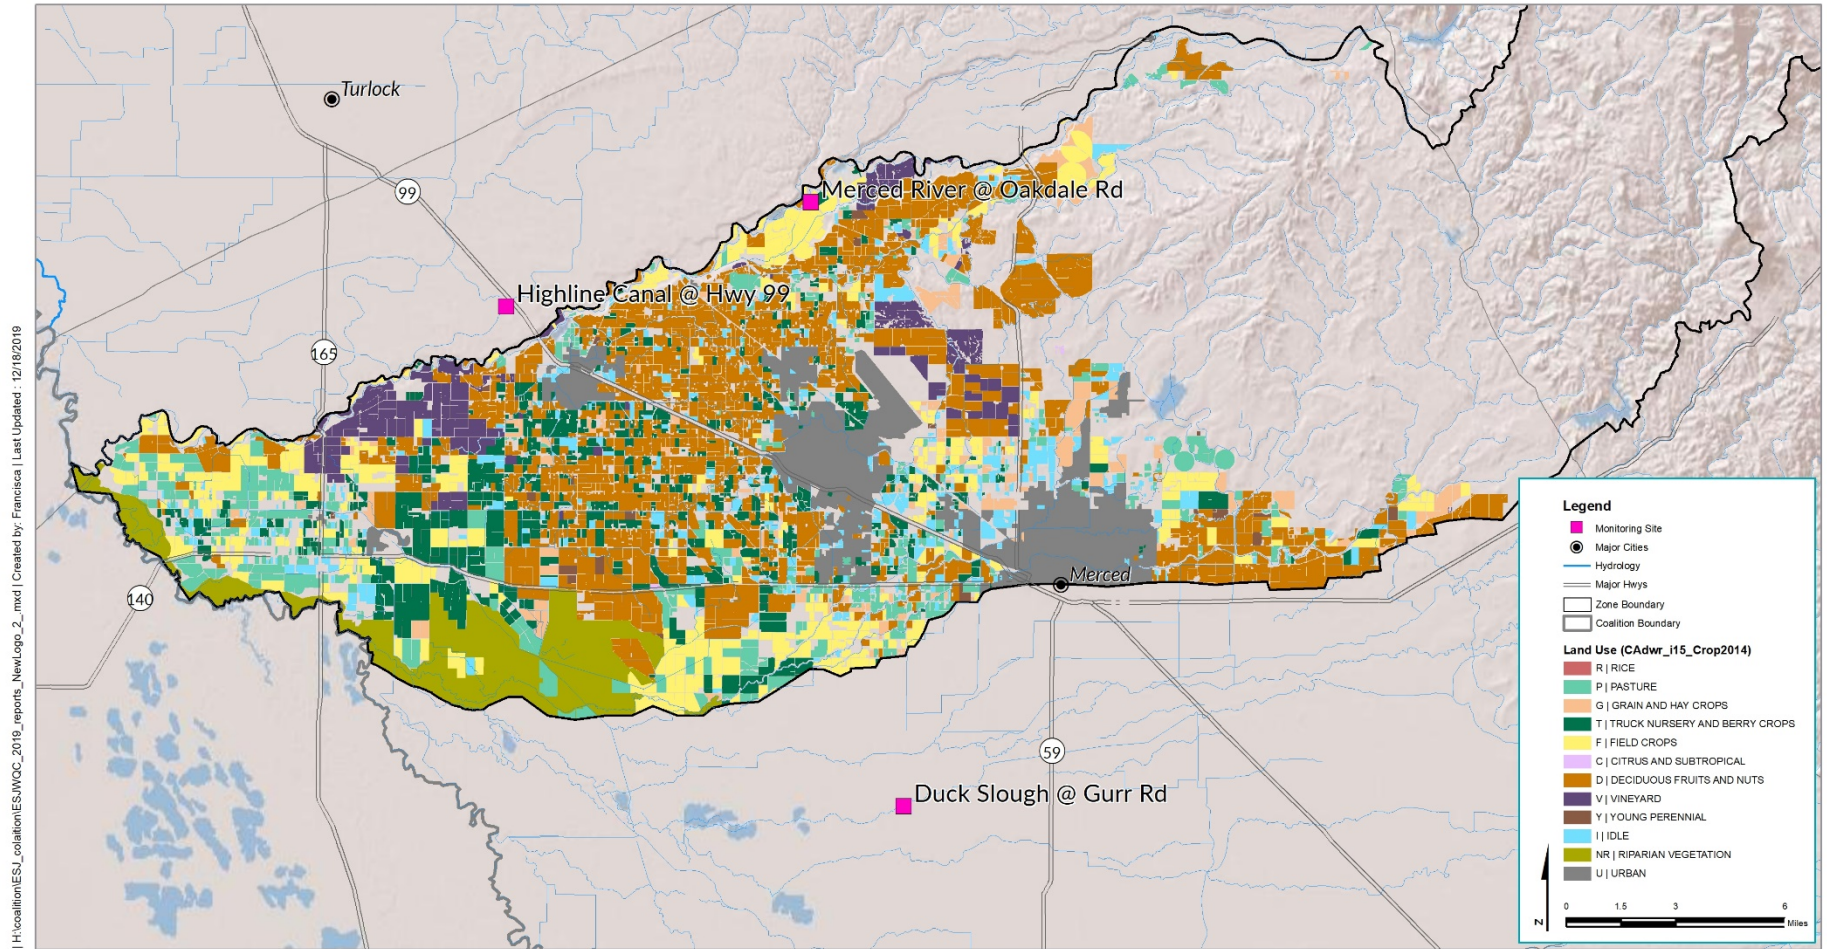 Turlock
99
Merced River @ Oakdale Rd
Highline Canal @ Hwy 99
165
140
Merced
59
Duck Slough @ Gurr Rd
| H:\coalition\ESJ_colaition\ESJWQC_2019_reports_NewLogo_2_mxd | Created by: Francisca | Last Updated : 12/18/2019
Legend
Monitoring Site
Major Cities
Hydrology
Major Hwys
Zone Boundary
Coalition Boundary
Land Use (CAdwr_i15_Crop2014)
R | RICE
P | PASTURE
G | GRAIN AND HAY CROPS
T | TRUCK NURSERY AND BERRY CROPS
F | FIELD CROPS
C | CITRUS AND SUBTROPICAL
D | DECIDUOUS FRUITS AND NUTS
V | VINEYARD
Y | YOUNG PERENNIAL
I | IDLE
NR | RIPARIAN VEGETATION
U | URBAN
N
0 1.5 3 6
Miles